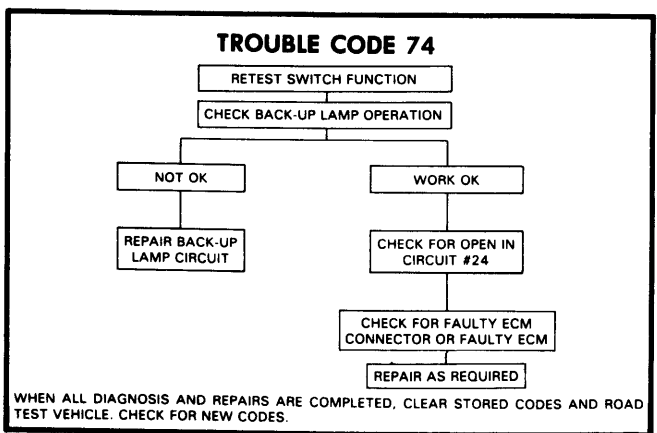 TROUBLE CODE 74
RETEST SWITCH FUNCTION
CHECK BACK-UP LAMP OPERATION
NOT OK
WORK OK
REPAIR BACK-UP
LAMP CIRCUIT
CHECK FOR OPEN IN
CIRCUIT #24
CHECK FOR FAULTY ECM
CONNECTOR OR FAULTY ECM
REPAIR AS REQUIRED
WHEN ALL DIAGNOSIS AND REPAIRS ARE COMPLETED, CLEAR STORED CODES AND ROAD
TEST VEHICLE. CHECK FOR NEW CODES.